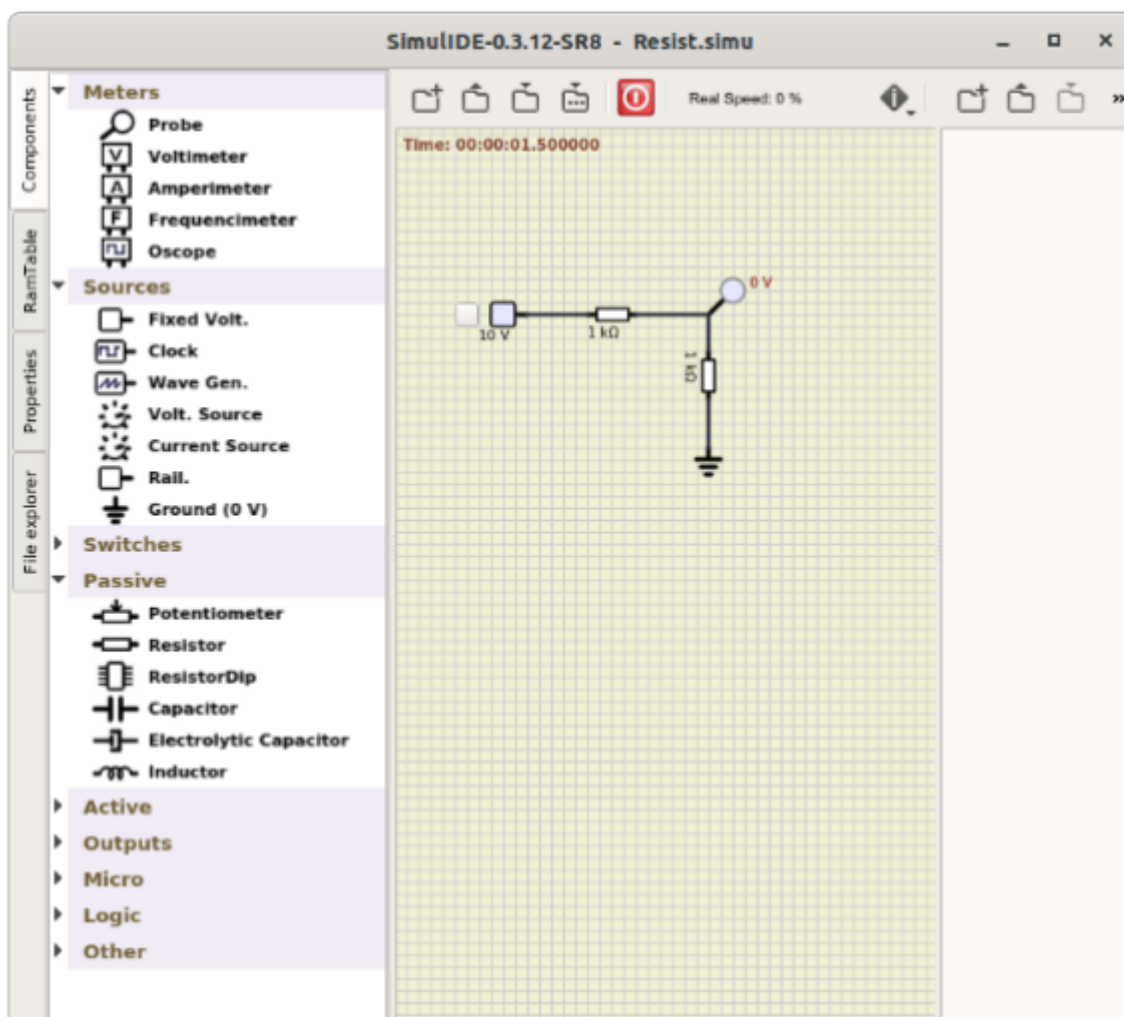 SimulIDE-0.3.12-SR8 - Resist.simu
Components
RamTable
Properties
File explorer
Meters
Probe
Voltimeter
Amperimeter
Frequencimeter
Oscope
Sources
Fixed Volt.
Clock
Wave Gen.
Volt. Source
Current Source
Rail.
Ground (0 V)
Switches
Passive
Potentiometer
Resistor
ResistorDip
Capacitor
Electrolytic Capacitor
Inductor
Active
Outputs
Micro
Logic
Other
Real Speed: 0 %
»
Time: 00:00:01.500000
0 V
10 V
1 kΩ
1 kΩ